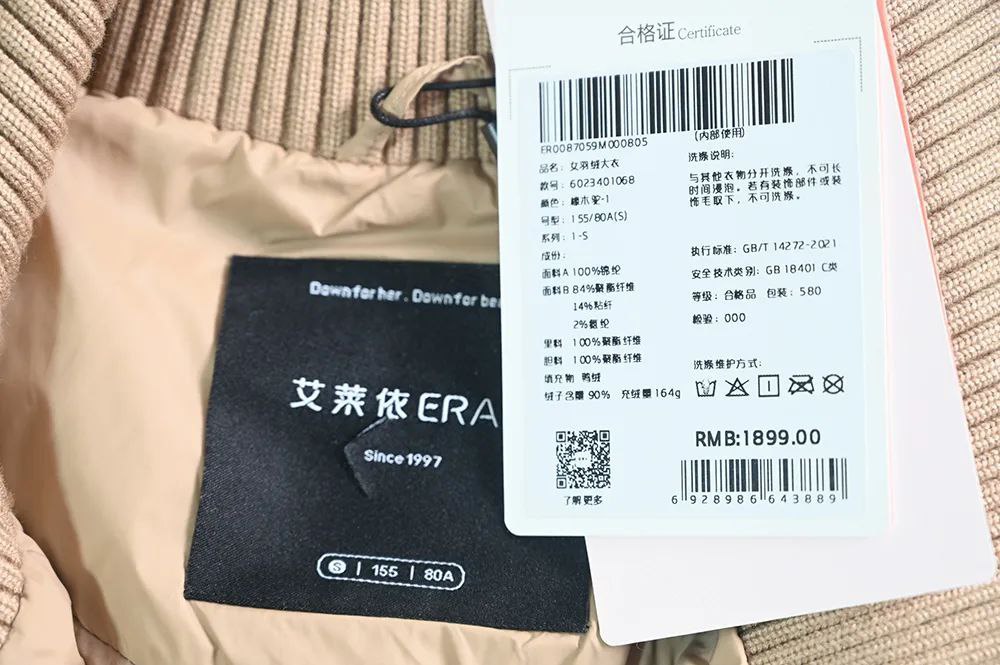 合格证 Certificate
ER0087059M000805
(内部使用)
品名: 女羽绒大衣
款号: 6023401068
颜色: 橡木驼-1
号型: 155/80A(S)
系列: 1-S
成份:
面料A 100%锦纶
面料B 84%聚酯纤维
14%粘纤
2%氨纶
里料 100%聚酯纤维
胆料 100%聚酯纤维
填充物 鸭绒
绒子含量 90% 充绒量 164g
了解更多
洗涤说明:
与其他衣物分开洗涤, 不可长
时间浸泡。若有装饰部件或装
饰毛取下, 不可洗涤。
执行标准: GB/T 14272-2021
安全技术类别: GB 18401 C类
等级: 合格品 包装: 580
检验: 000
洗涤维护方式:
RMB:1899.00
6 928986 643889
Dawnforher. Dawnfor
艾莱依ERA
Since 1997
S | 155 | 80A